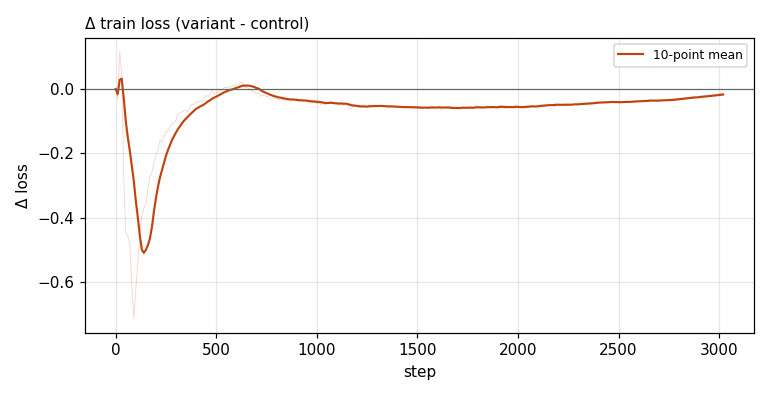 Δ train loss (variant - control)
10-point mean
Δ loss
0.0
−0.2
−0.4
−0.6
0
500
1000
1500
2000
2500
3000
step